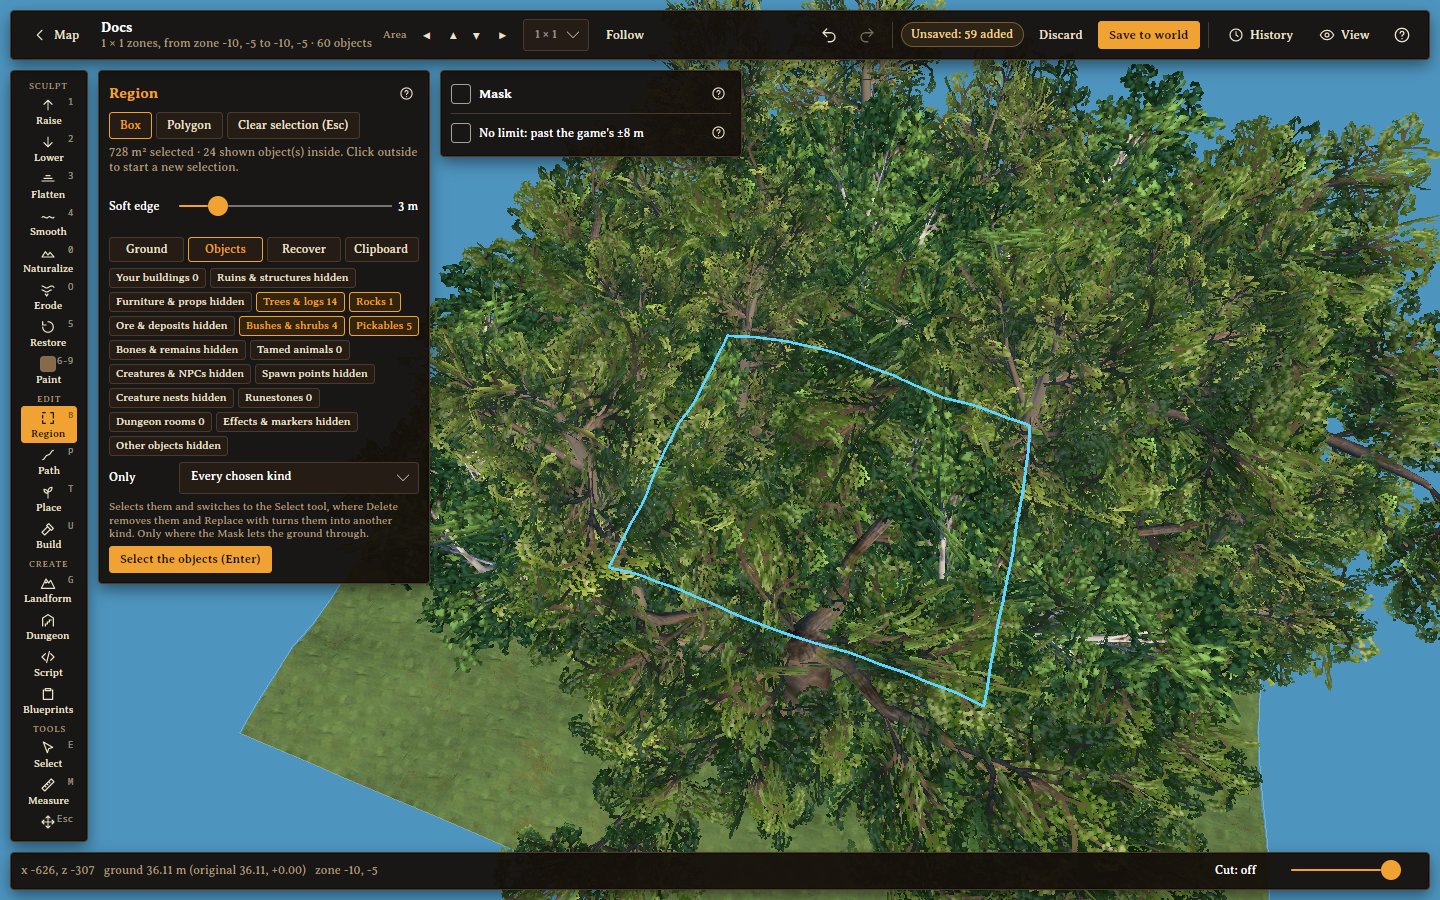 Map
Docs
1 × 1 zones, from zone -10, -5 to -10, -5 · 60 objects
Area
1 × 1
Follow
Unsaved: 59 added
Discard
Save to world
History
View
SCULPT
Raise 1
Lower 2
Flatten 3
Smooth 4
Naturalize 0
Erode O
Restore 5
Paint 6-9
EDIT
Region B
Path P
Place T
Build U
CREATE
Landform G
Dungeon
Script
Blueprints
TOOLS
Select E
Measure M
Esc
Region
Box Polygon Clear selection (Esc)
728 m² selected · 24 shown object(s) inside. Click outside
to start a new selection.
Soft edge 3 m
Ground Objects Recover Clipboard
Your buildings 0 Ruins & structures hidden
Furniture & props hidden Trees & logs 14 Rocks 1
Ore & deposits hidden Bushes & shrubs 4 Pickables 5
Bones & remains hidden Tamed animals 0
Creatures & NPCs hidden Spawn points hidden
Creature nests hidden Runestones 0
Dungeon rooms 0 Effects & markers hidden
Other objects hidden
Only Every chosen kind
Selects them and switches to the Select tool, where Delete
removes them and Replace with turns them into another
kind. Only where the Mask lets the ground through.
Select the objects (Enter)
Mask
No limit: past the game's ±8 m
x -626, z -307 ground 36.11 m (original 36.11, +0.00) zone -10, -5
Cut: off